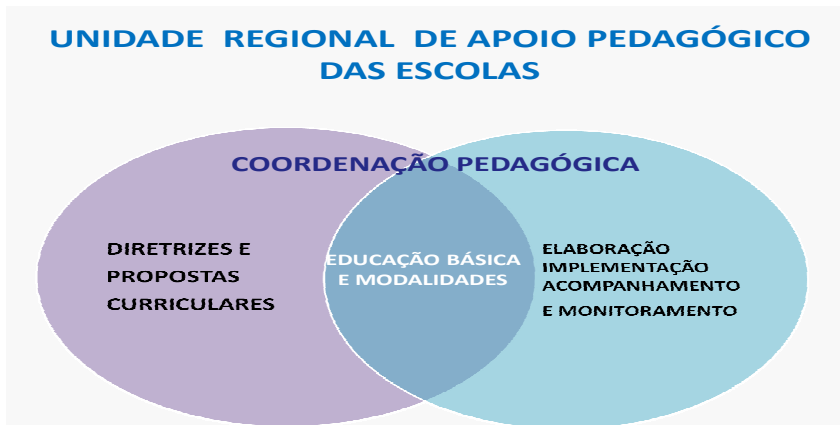 UNIDADE REGIONAL DE APOIO PEDAGÓGICO
DAS ESCOLAS
COORDENAÇÃO PEDAGÓGICA
DIRETRIZES E
PROPOSTAS
CURRICULARES
EDUCAÇÃO BÁSICA
E MODALIDADES
ELABORAÇÃO
IMPLEMENTAÇÃO
ACOMPANHAMENTO
E MONITORAMENTO